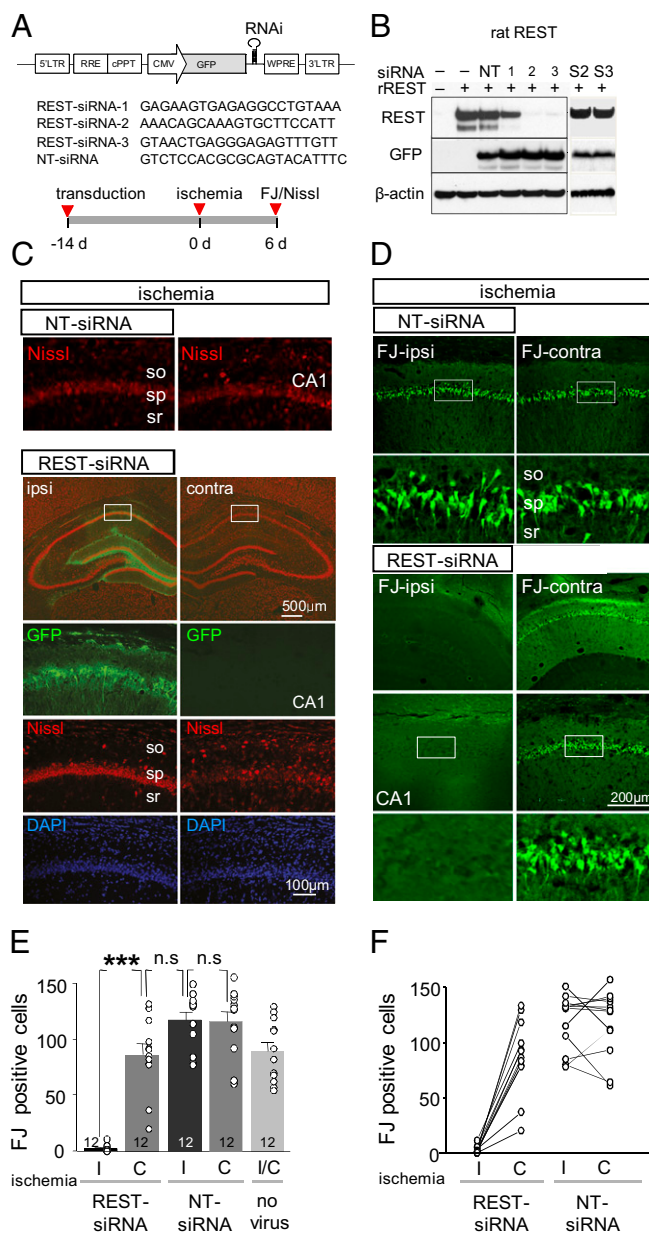 A
RNAi
5'LTR RRE cPPT CMV GFP WPRE 3'LTR
REST-siRNA-1 GAGAAGTGAGAGGCCTGTAAA
REST-siRNA-2 AAACAGCAAAGTGCTTCCATT
REST-siRNA-3 GTAACTGAGGGAGAGTTTGTT
NT-siRNA GTCTCCACGCGCAGTACATTTC
transduction ischemia FJ/Nissl
-14 d 0 d 6 d
B
rat REST
siRNA – – NT 1 2 3 S2 S3
rREST – + + + + + + +
REST
GFP
β-actin
C
ischemia
NT-siRNA
Nissl so sp sr
Nissl CA1
REST-siRNA
ipsi contra
500µm
GFP GFP
CA1
Nissl so sp sr
Nissl
DAPI DAPI
100µm
D
ischemia
NT-siRNA
FJ-ipsi FJ-contra
so
sp
sr
REST-siRNA
FJ-ipsi FJ-contra
CA1 200µm
E
*** n.s n.s
FJ positive cells
150
100
50
0
12 12 12 12 12
ischemia I C I C I/C
REST-siRNA NT-siRNA no virus
F
FJ positive cells
150
100
50
0
ischemia I C I C
REST-siRNA NT-siRNA